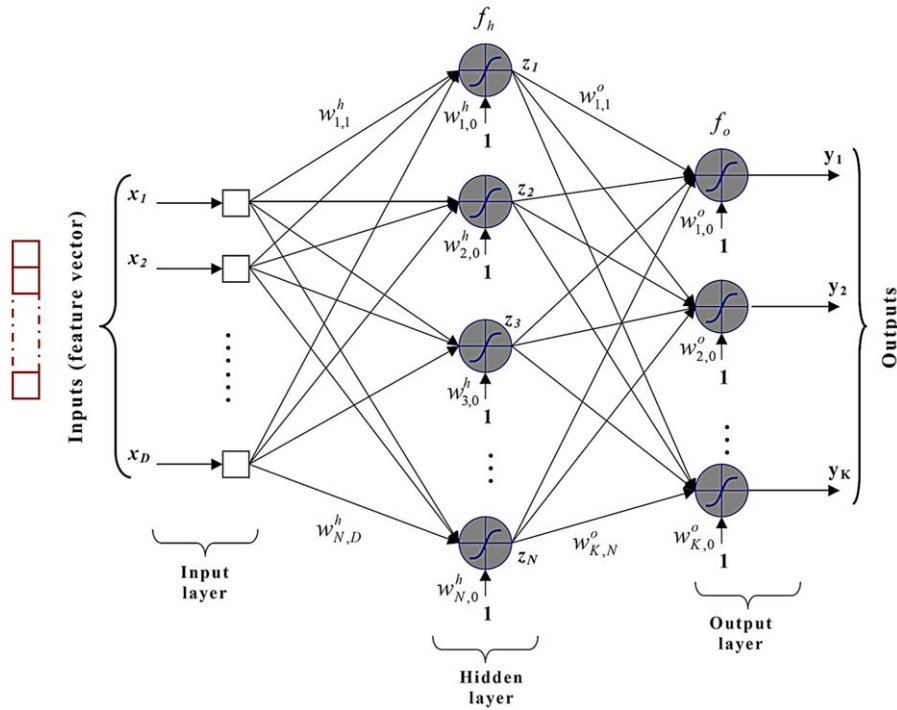 f_h
z_1
w^h_{1,1}
w^h_{1,0}
1
w^o_{1,1}
f_o
Inputs (feature vector)
x_1
z_2
w^h_{2,0}
1
w^o_{1,0}
1
y_1
x_2
z_3
w^h_{3,0}
1
w^o_{2,0}
1
y_2
Outputs
x_D
w^h_{N,D}
z_N
w^h_{N,0}
1
w^o_{K,N}
w^o_{K,0}
1
y_K
Input
layer
Hidden
layer
Output
layer